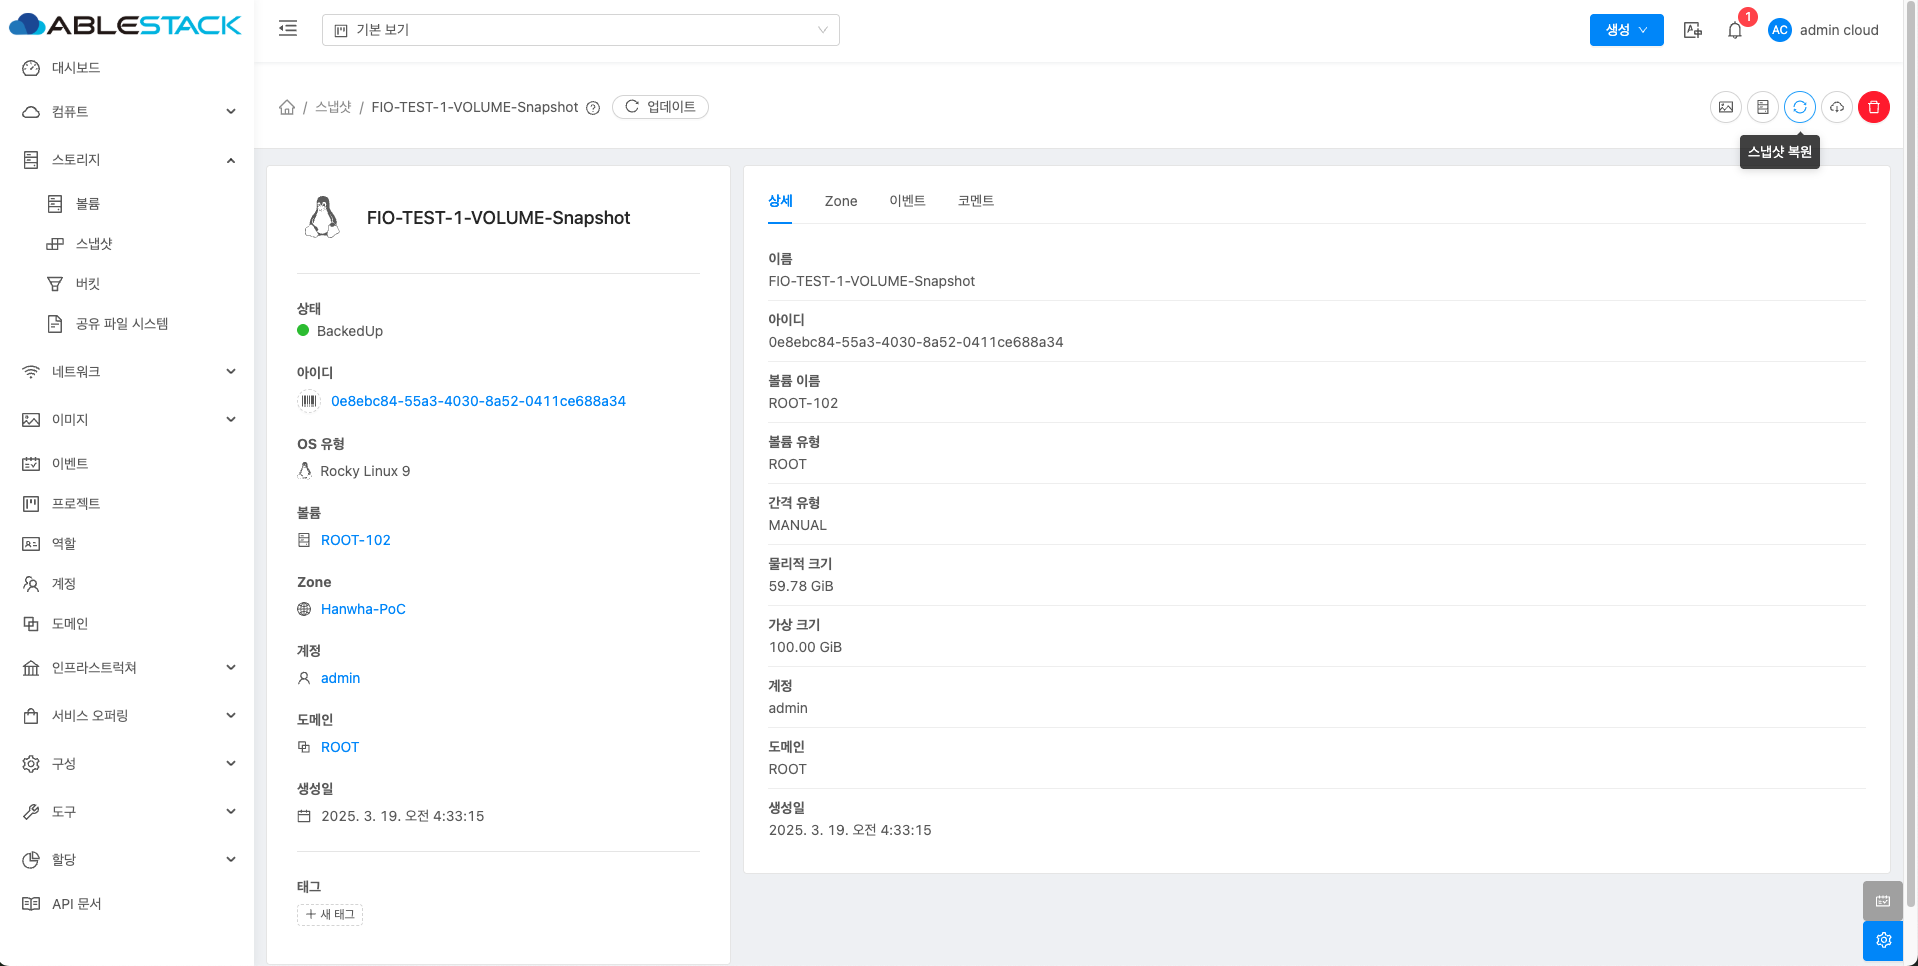 ABLESTACK
기본 보기
생성
1
AC
admin cloud
대시보드
컴퓨트
스토리지
볼륨
스냅샷
버킷
공유 파일 시스템
네트워크
이미지
이벤트
프로젝트
역할
계정
도메인
인프라스트럭쳐
서비스 오퍼링
구성
도구
할당
API 문서
/ 스냅샷 / FIO-TEST-1-VOLUME-Snapshot
업데이트
스냅샷 복원
FIO-TEST-1-VOLUME-Snapshot
상태
BackedUp
아이디
0e8ebc84-55a3-4030-8a52-0411ce688a34
OS 유형
Rocky Linux 9
볼륨
ROOT-102
Zone
Hanwha-PoC
계정
admin
도메인
ROOT
생성일
2025. 3. 19. 오전 4:33:15
태그
+ 새 태그
상세 Zone 이벤트 코멘트
이름
FIO-TEST-1-VOLUME-Snapshot
아이디
0e8ebc84-55a3-4030-8a52-0411ce688a34
볼륨 이름
ROOT-102
볼륨 유형
ROOT
간격 유형
MANUAL
물리적 크기
59.78 GiB
가상 크기
100.00 GiB
계정
admin
도메인
ROOT
생성일
2025. 3. 19. 오전 4:33:15